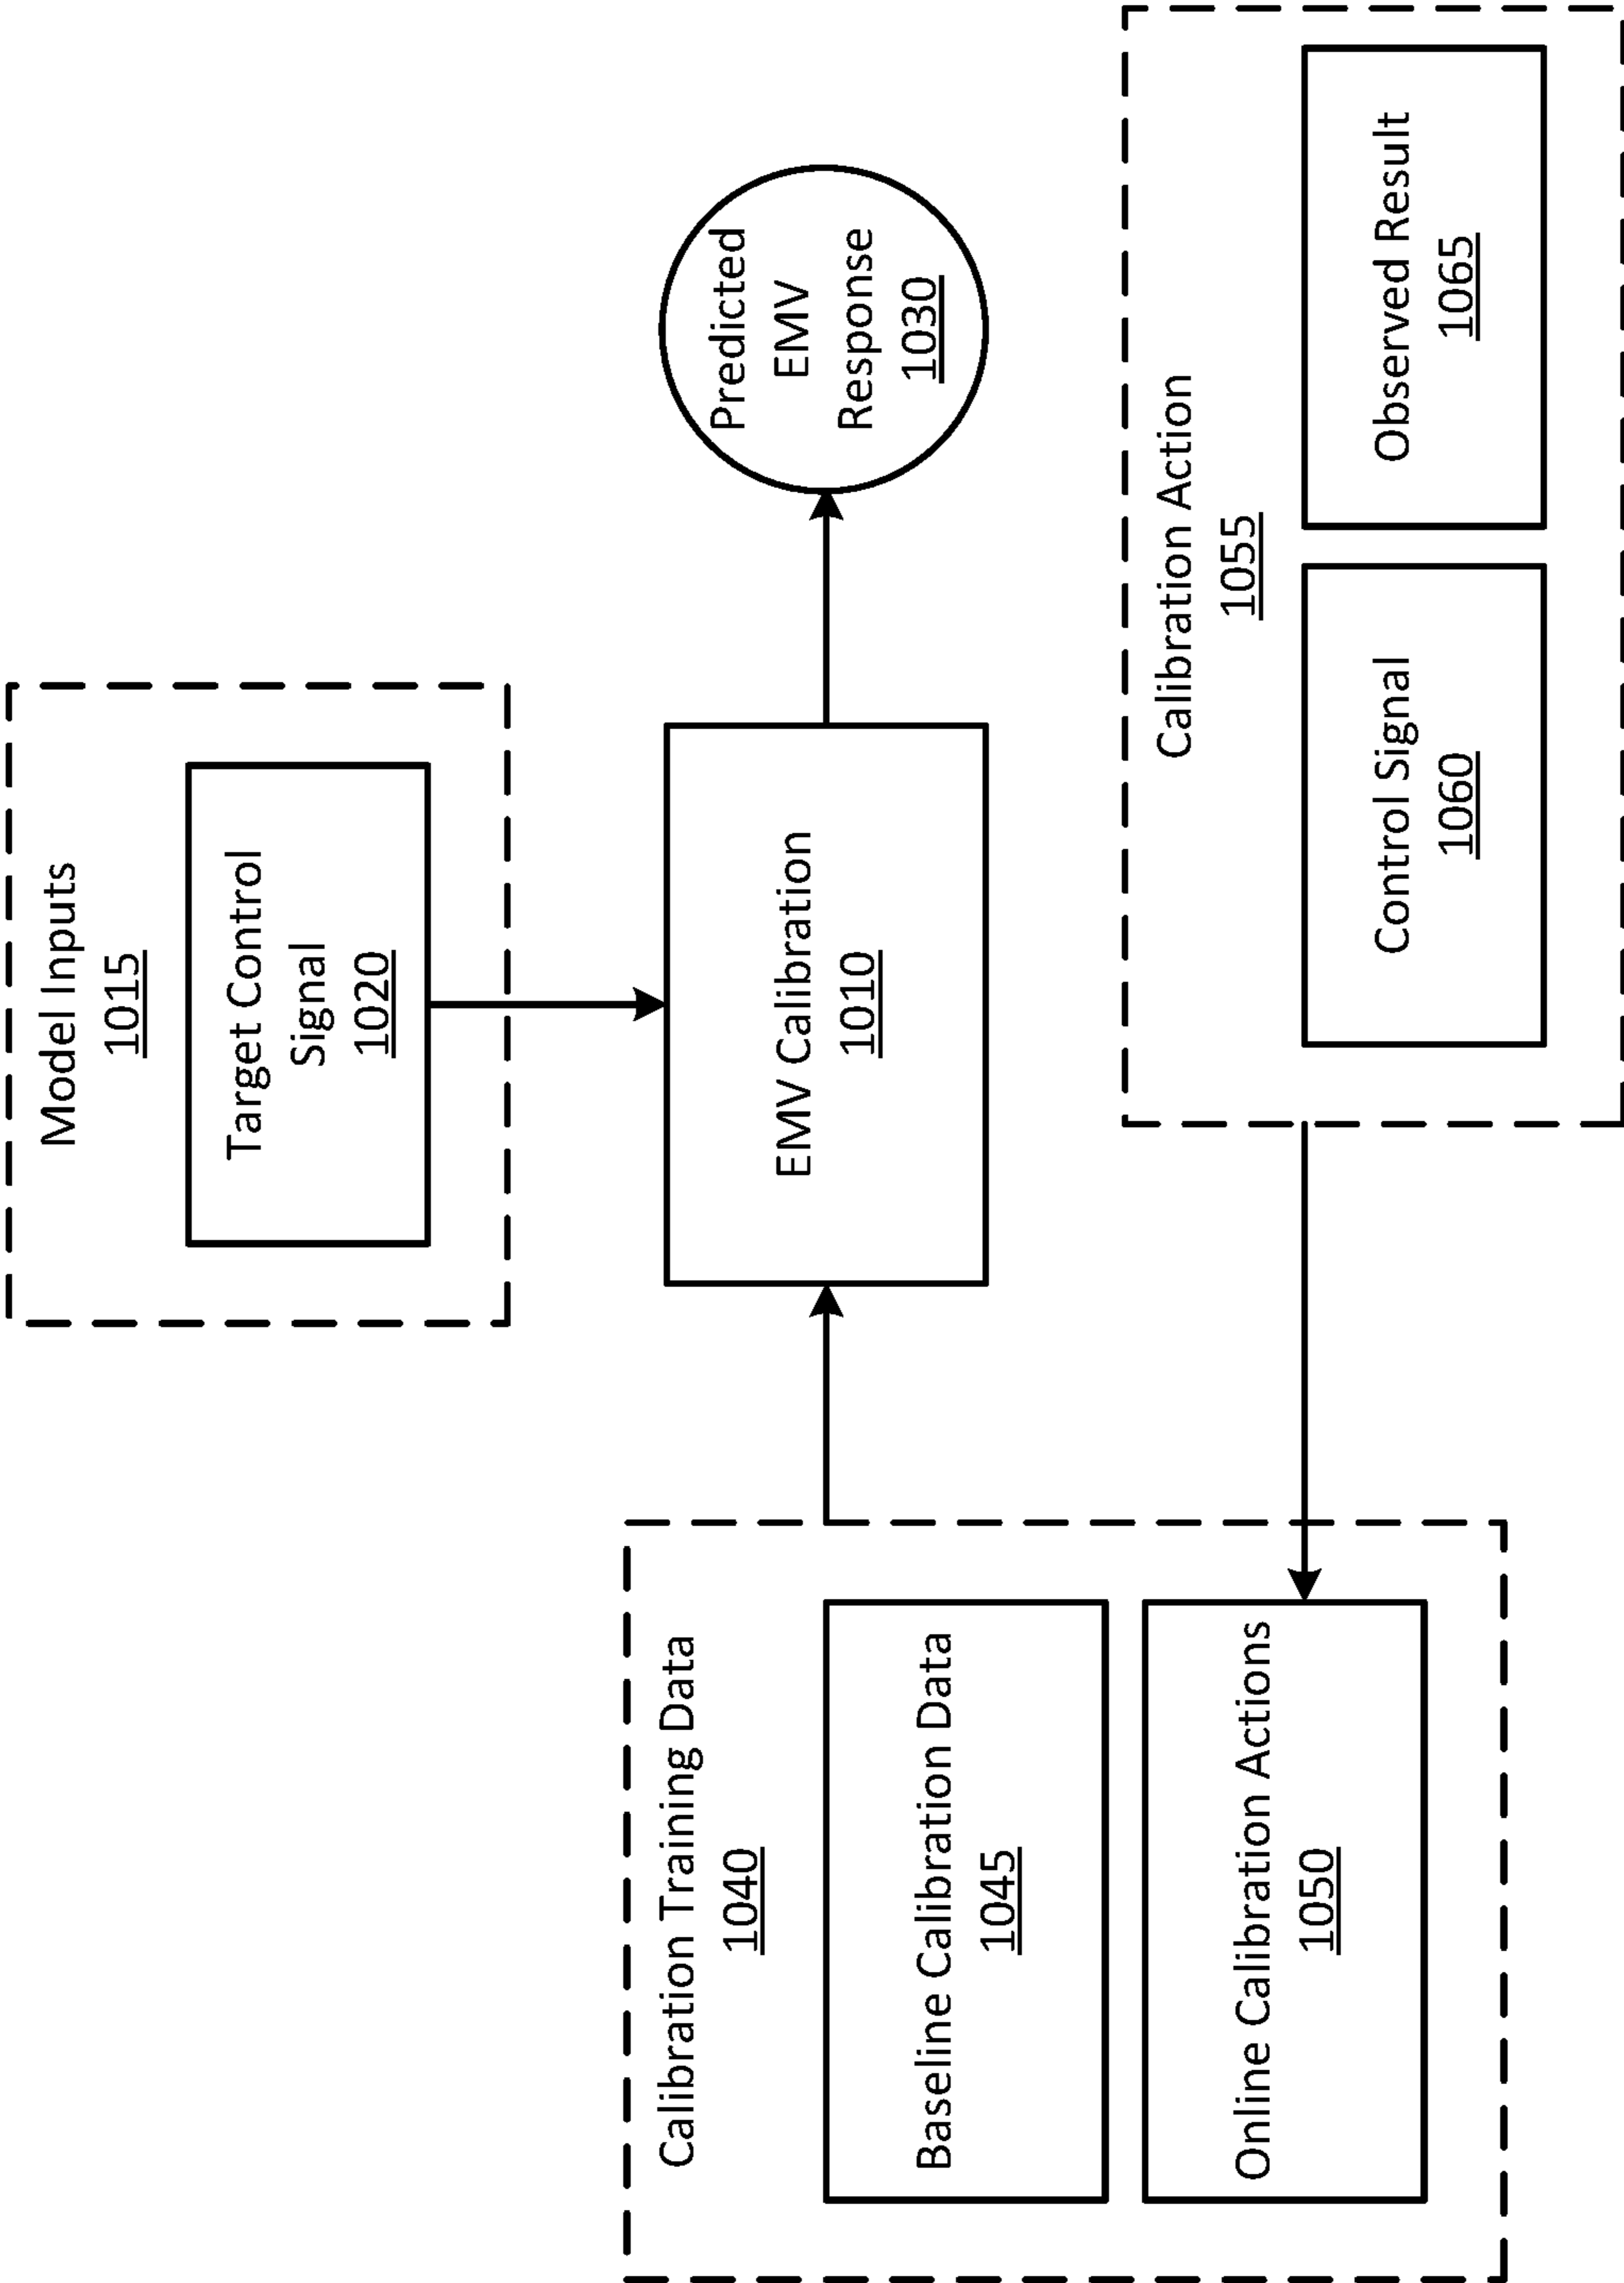 Model Inputs
1015
Target Control
Signal
1020
Calibration Training Data
1040
Baseline Calibration Data
1045
Online Calibration Actions
1050
EMV Calibration
1010
Predicted
EMV
Response
1030
Calibration Action
1055
Control Signal
1060
Observed Result
1065